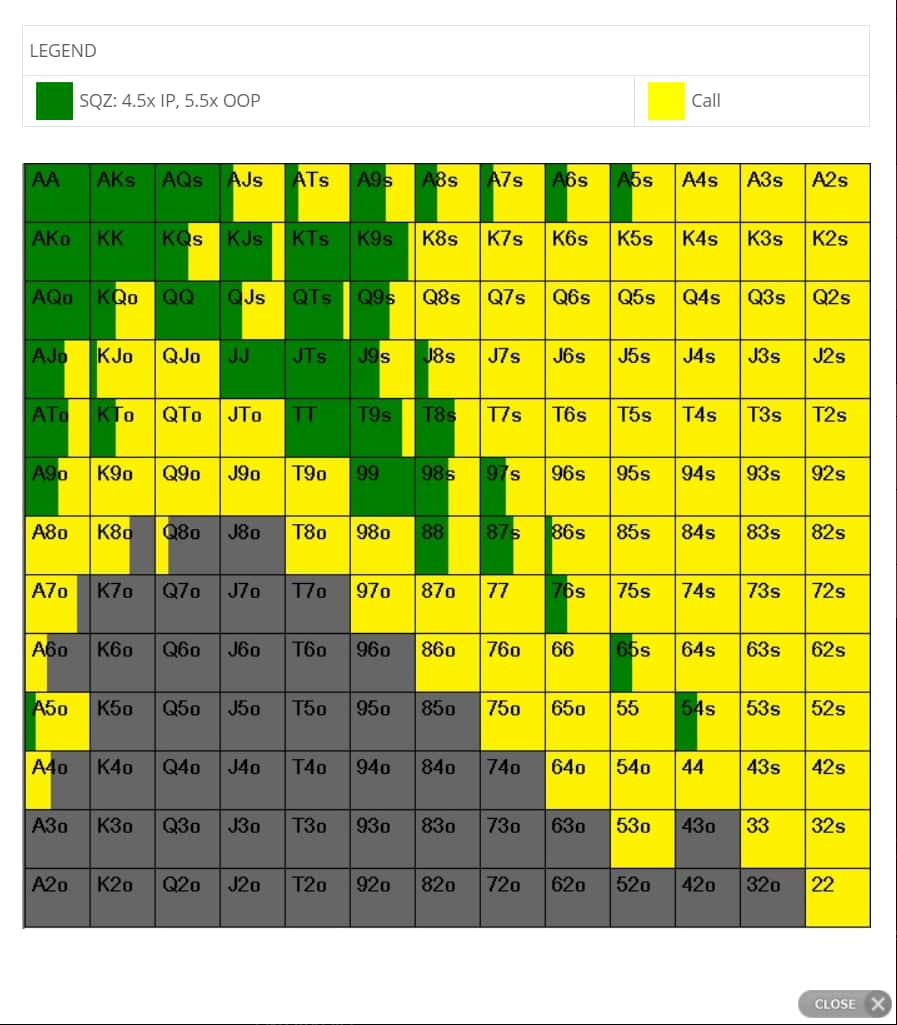 LEGEND
SQZ: 4.5x IP, 5.5x OOP Call
AA AKs AQs AJs ATs A9s A8s A7s A6s A5s A4s A3s A2s
AKo KK KQs KJs KTs K9s K8s K7s K6s K5s K4s K3s K2s
AQo KQo QQ QJs QTs Q9s Q8s Q7s Q6s Q5s Q4s Q3s Q2s
AJo KJo QJo JJ JTs J9s J8s J7s J6s J5s J4s J3s J2s
ATo KTo QTo JTo TT T9s T8s T7s T6s T5s T4s T3s T2s
A9o K9o Q9o J9o T9o 99 98s 97s 96s 95s 94s 93s 92s
A8o K8o Q8o J8o T8o 98o 88 87s 86s 85s 84s 83s 82s
A7o K7o Q7o J7o T7o 97o 87o 77 76s 75s 74s 73s 72s
A6o K6o Q6o J6o T6o 96o 86o 76o 66 65s 64s 63s 62s
A5o K5o Q5o J5o T5o 95o 85o 75o 65o 55 54s 53s 52s
A4o K4o Q4o J4o T4o 94o 84o 74o 64o 54o 44 43s 42s
A3o K3o Q3o J3o T3o 93o 83o 73o 63o 53o 43o 33 32s
A2o K2o Q2o J2o T2o 92o 82o 72o 62o 52o 42o 32o 22
CLOSE